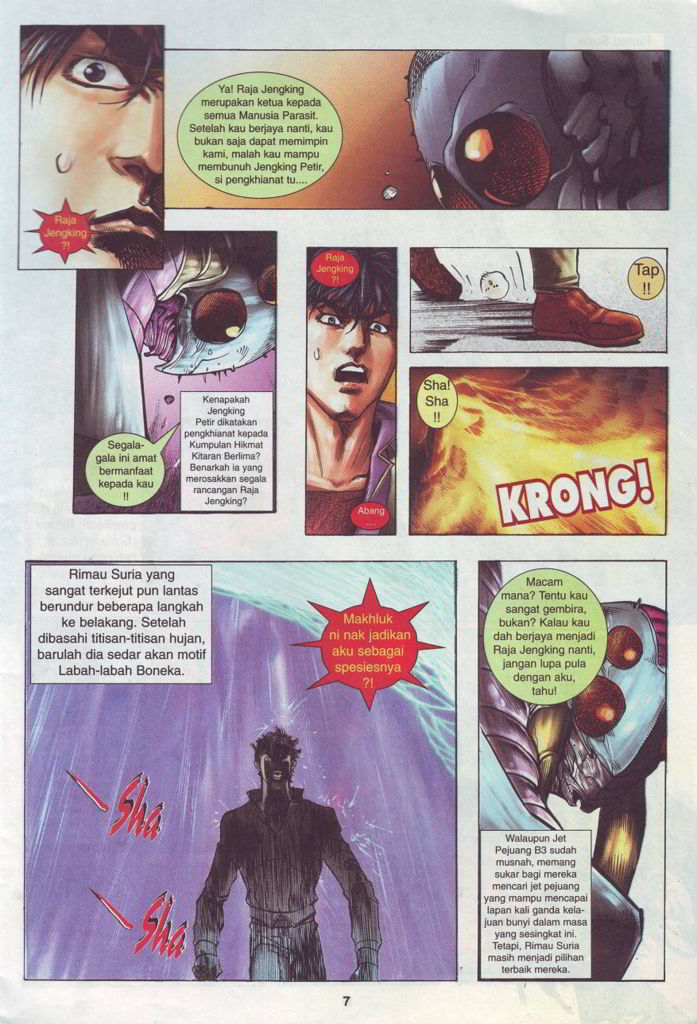 Ya! Raja Jengking
merupakan ketua kepada
semua Manusia Parasit.
Setelah kau berjaya nanti, kau
bukan saja dapat memimpin
kami, malah kau mampu
membunuh Jengking Petir,
si pengkhianat tu....
Raja
Jengking
?!
Segala-
gala ini amat
bermanfaat
kepada kau
!!
Kenapakah
Jengking
Petir dikatakan
pengkhianat kepada
Kumpulan Hikmat
Kitaran Berlima?
Benarkah ia yang
merosakkan segala
rancangan Raja
Jengking?
Raja
Jengking
?!
Abang
....
Tap
!!
Sha!
Sha
!!
KRONG!
Rimau Suria yang
sangat terkejut pun lantas
berundur beberapa langkah
ke belakang. Setelah
dibasahi titisan-titisan hujan,
barulah dia sedar akan motif
Labah-labah Boneka.
Makhluk
ni nak jadikan
aku sebagai
spesiesnya
?!
Sha
Sha
Macam
mana? Tentu kau
sangat gembira,
bukan? Kalau kau
dah berjaya menjadi
Raja Jengking nanti,
jangan lupa pula
dengan aku,
tahu!
Walaupun Jet
Pejuang B3 sudah
musnah, memang
sukar bagi mereka
mencari jet pejuang
yang mampu mencapai
lapan kali ganda kela-
juan bunyi dalam masa
yang sesingkat ini.
Tetapi, Rimau Suria
masih menjadi pilihan
terbaik mereka.
7